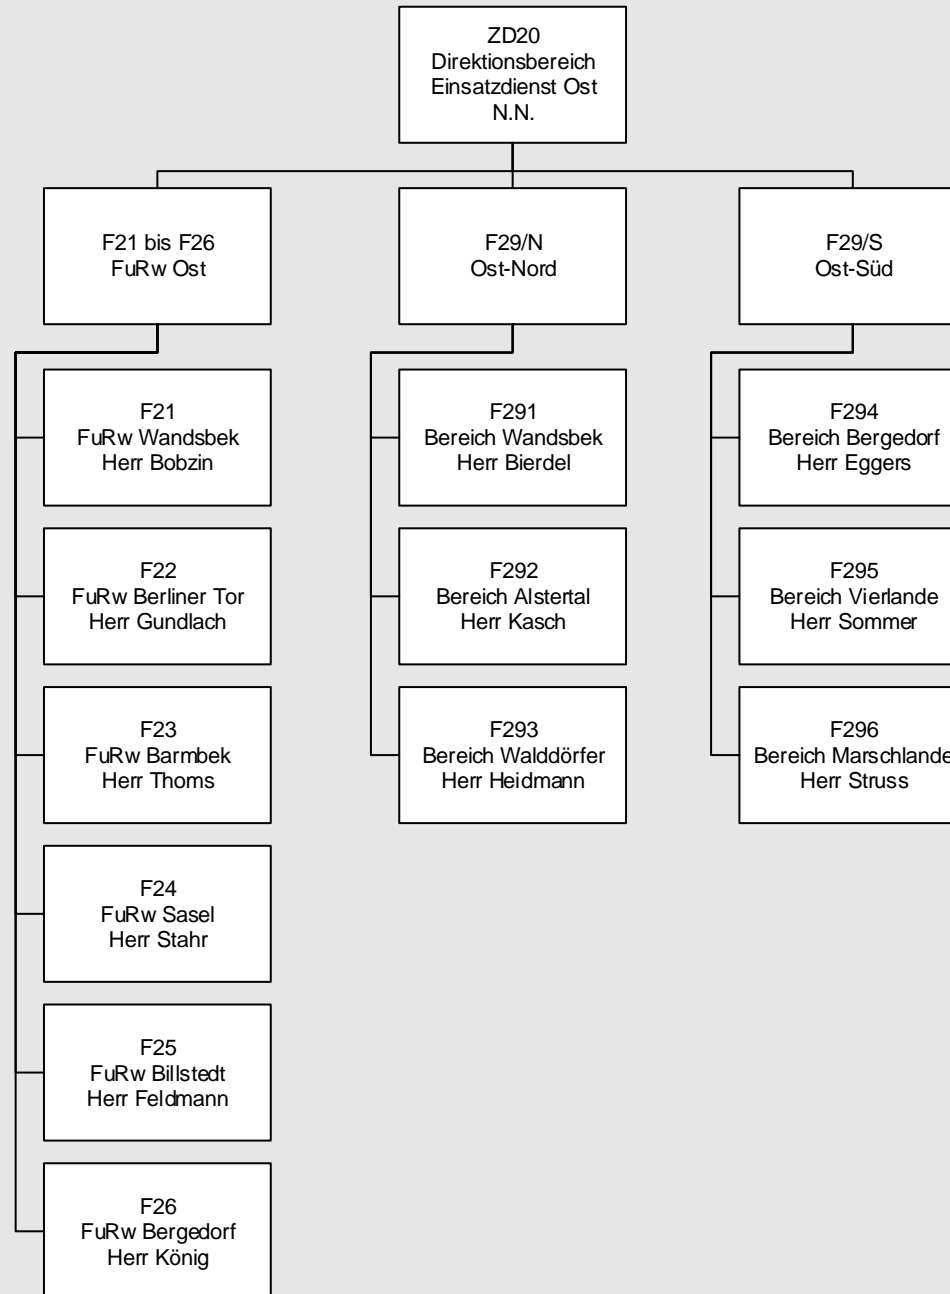 ZD20
Direktionsbereich
Einsatzdienst Ost
N.N.
F21 bis F26
FuRw Ost
F29/N
Ost-Nord
F29/S
Ost-Süd
F21
FuRw Wandsbek
Herr Bobzin
F291
Bereich Wandsbek
Herr Bierdel
F294
Bereich Bergedorf
Herr Eggers
F22
FuRw Berliner Tor
Herr Gundlach
F292
Bereich Alstertal
Herr Kasch
F295
Bereich Vierlande
Herr Sommer
F23
FuRw Barmbek
Herr Thoms
F293
Bereich Walddörfer
Herr Heidmann
F296
Bereich Marschlande
Herr Struss
F24
FuRw Sasel
Herr Stahr
F25
FuRw Billstedt
Herr Feldmann
F26
FuRw Bergedorf
Herr König